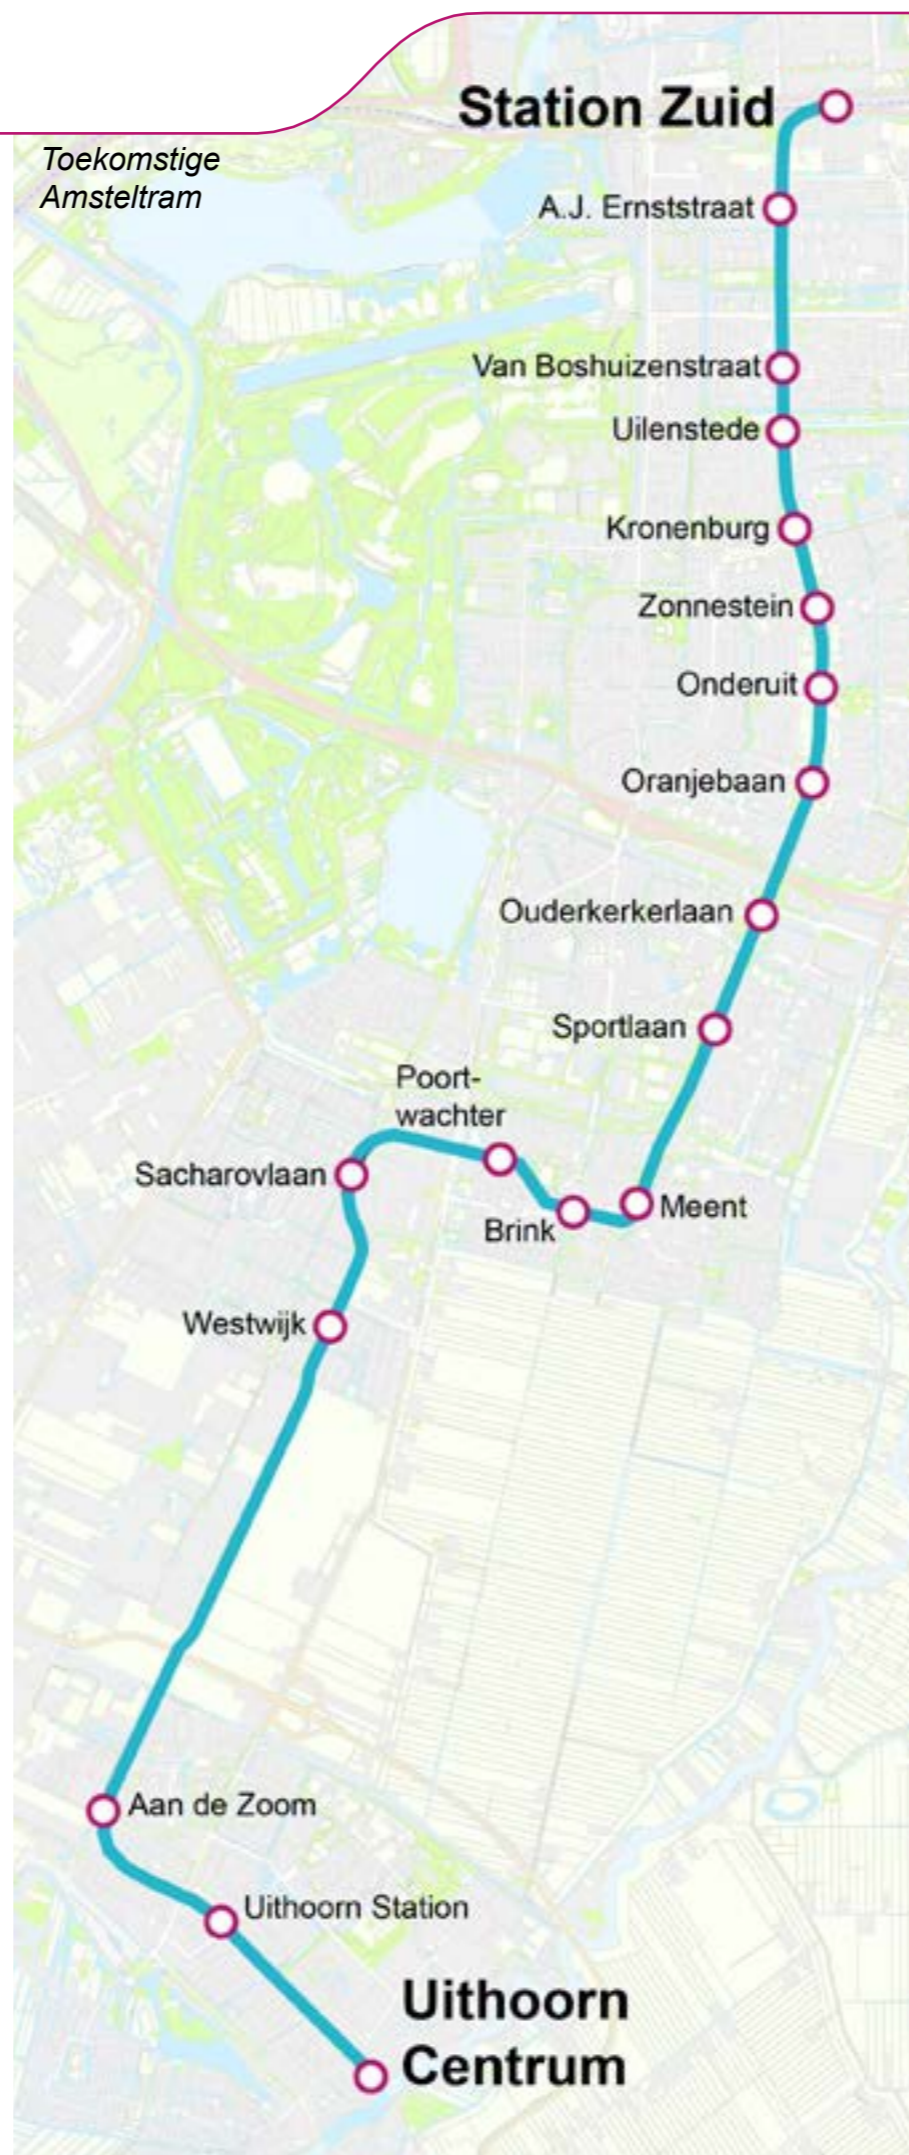 Toekomstige
Amsteltram
Station Zuid
A.J. Ernststraat
Van Boshuizenstraat
Uilenstede
Kronenburg
Zonnestein
Onderuit
Oranjebaan
Ouderkerkerlaan
Sportlaan
Poort-
wachter
Sacharovlaan
Meent
Brink
Westwijk
Aan de Zoom
Uithoorn Station
Uithoorn
Centrum